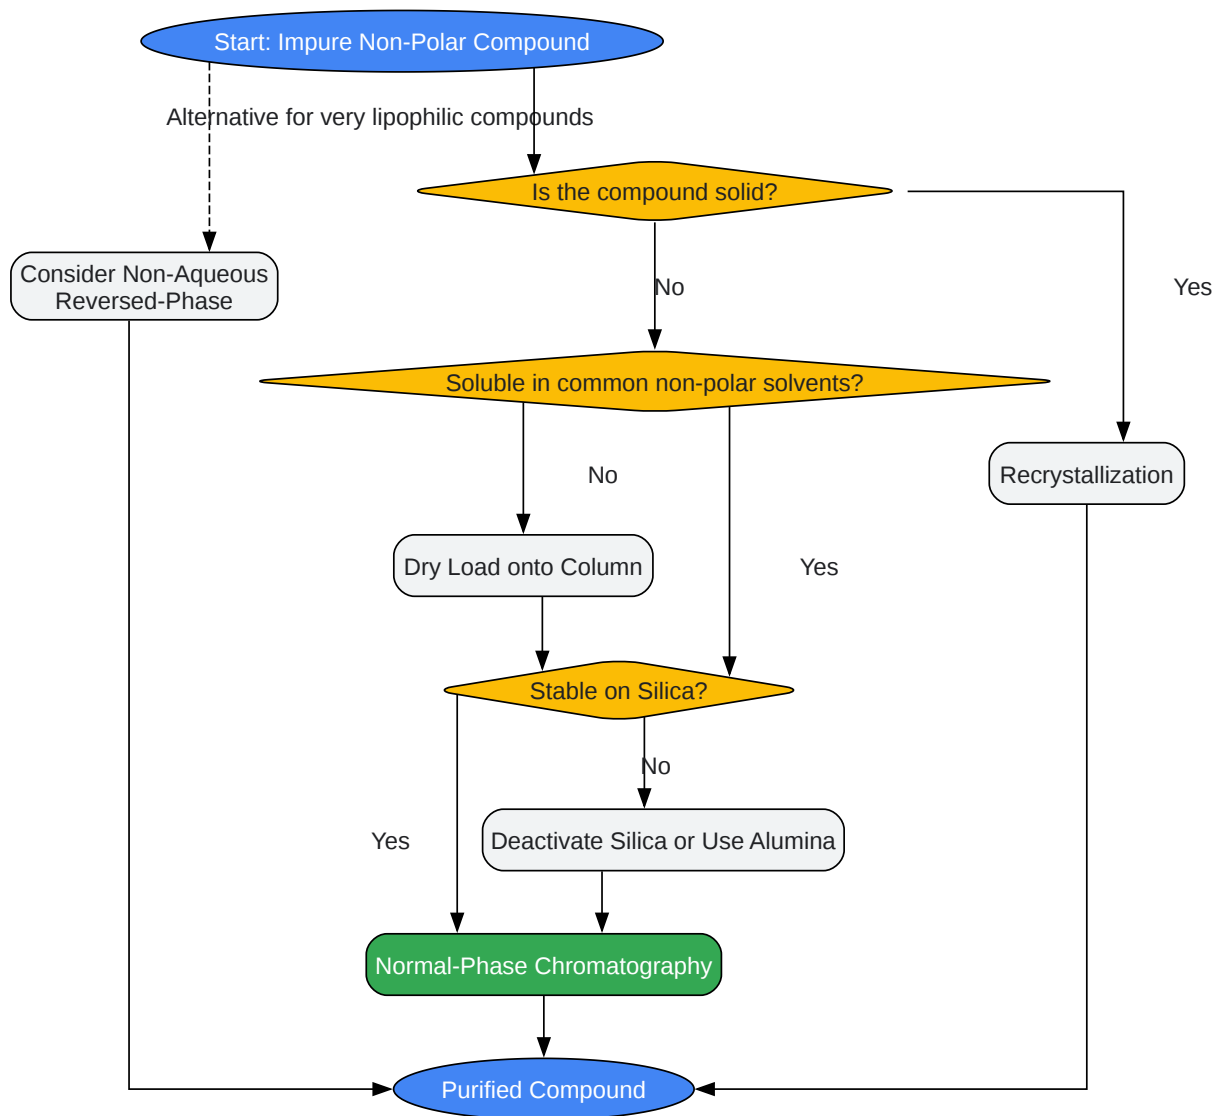 Start: Impure Non-Polar Compound
Alternative for very lipophilic compounds
Is the compound solid?
Consider Non-Aqueous
Reversed-Phase
No
Yes
Soluble in common non-polar solvents?
No
Recrystallization
Dry Load onto Column
Yes
Stable on Silica?
No
Yes
Deactivate Silica or Use Alumina
Normal-Phase Chromatography
Purified Compound